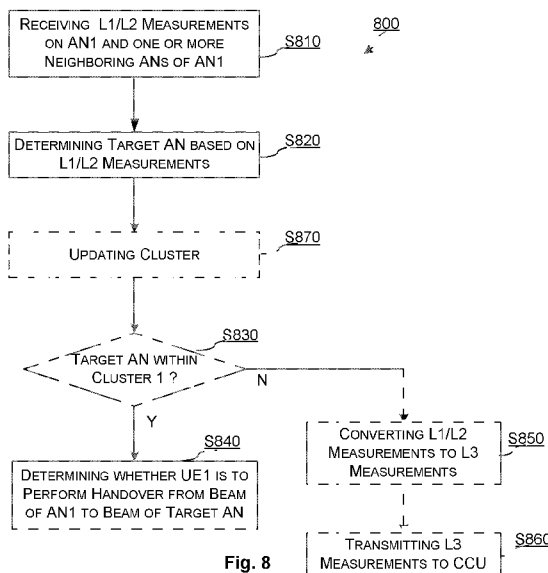 RECEIVING L1/L2 MEASUREMENTS
ON AN1 AND ONE OR MORE
NEIGHBORING ANS OF AN1
S810
800
DETERMINING TARGET AN BASED ON
L1/L2 MEASUREMENTS
S820
UPDATING CLUSTER
S870
TARGET AN WITHIN
CLUSTER 1 ?
S830
N
Y
DETERMINING WHETHER UE1 IS TO
PERFORM HANDOVER FROM BEAM
OF AN1 TO BEAM OF TARGET AN
S840
CONVERTING L1/L2
MEASUREMENTS TO L3
MEASUREMENTS
S850
TRANSMITTING L3
MEASUREMENTS TO CCU
S860
Fig. 8